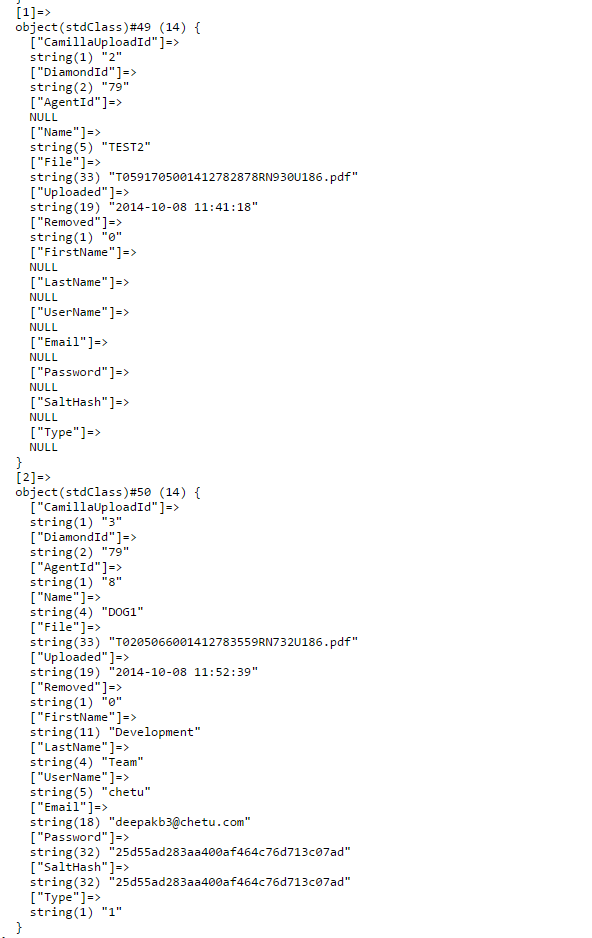 }
[1]=>
object(stdClass)#49 (14) {
["CamillaUploadId"]=>
string(1) "2"
["DiamondId"]=>
string(2) "79"
["AgentId"]=>
NULL
["Name"]=>
string(5) "TEST2"
["File"]=>
string(33) "T0591705001412782878RN930U186.pdf"
["Uploaded"]=>
string(19) "2014-10-08 11:41:18"
["Removed"]=>
string(1) "0"
["FirstName"]=>
NULL
["LastName"]=>
NULL
["UserName"]=>
NULL
["Email"]=>
NULL
["Password"]=>
NULL
["SaltHash"]=>
NULL
["Type"]=>
NULL
}
[2]=>
object(stdClass)#50 (14) {
["CamillaUploadId"]=>
string(1) "3"
["DiamondId"]=>
string(2) "79"
["AgentId"]=>
string(1) "8"
["Name"]=>
string(4) "DOG1"
["File"]=>
string(33) "T0205066001412783559RN732U186.pdf"
["Uploaded"]=>
string(19) "2014-10-08 11:52:39"
["Removed"]=>
string(1) "0"
["FirstName"]=>
string(11) "Development"
["LastName"]=>
string(4) "Team"
["UserName"]=>
string(5) "chetu"
["Email"]=>
string(18) "deepakb3@chetu.com"
["Password"]=>
string(32) "25d55ad283aa400af464c76d713c07ad"
["SaltHash"]=>
string(32) "25d55ad283aa400af464c76d713c07ad"
["Type"]=>
string(1) "1"
}